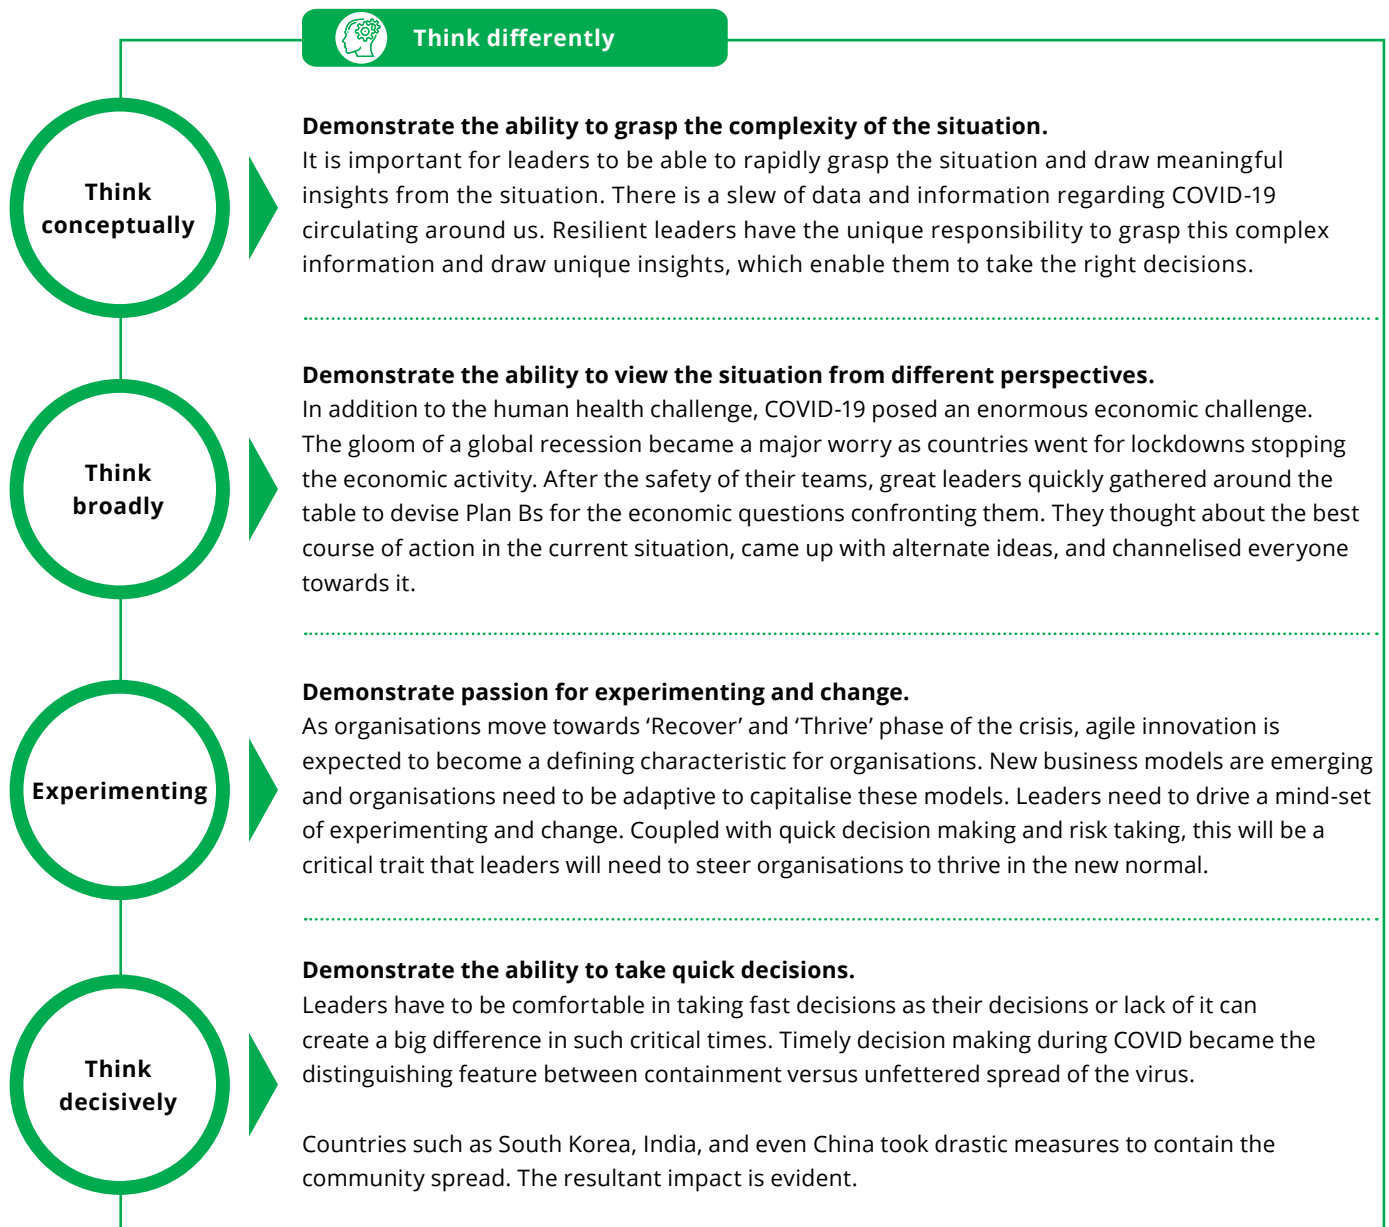 Think differently
Think
conceptually
Demonstrate the ability to grasp the complexity of the situation.
It is important for leaders to be able to rapidly grasp the situation and draw meaningful
insights from the situation. There is a slew of data and information regarding COVID-19
circulating around us. Resilient leaders have the unique responsibility to grasp this complex
information and draw unique insights, which enable them to take the right decisions.
Think
broadly
Demonstrate the ability to view the situation from different perspectives.
In addition to the human health challenge, COVID-19 posed an enormous economic challenge.
The gloom of a global recession became a major worry as countries went for lockdowns stopping
the economic activity. After the safety of their teams, great leaders quickly gathered around the
table to devise Plan Bs for the economic questions confronting them. They thought about the best
course of action in the current situation, came up with alternate ideas, and channelised everyone
towards it.
Experimenting
Demonstrate passion for experimenting and change.
As organisations move towards ‘Recover’ and ‘Thrive’ phase of the crisis, agile innovation is
expected to become a defining characteristic for organisations. New business models are emerging
and organisations need to be adaptive to capitalise these models. Leaders need to drive a mind-set
of experimenting and change. Coupled with quick decision making and risk taking, this will be a
critical trait that leaders will need to steer organisations to thrive in the new normal.
Think
decisively
Demonstrate the ability to take quick decisions.
Leaders have to be comfortable in taking fast decisions as their decisions or lack of it can
create a big difference in such critical times. Timely decision making during COVID became the
distinguishing feature between containment versus unfettered spread of the virus.
Countries such as South Korea, India, and even China took drastic measures to contain the
community spread. The resultant impact is evident.